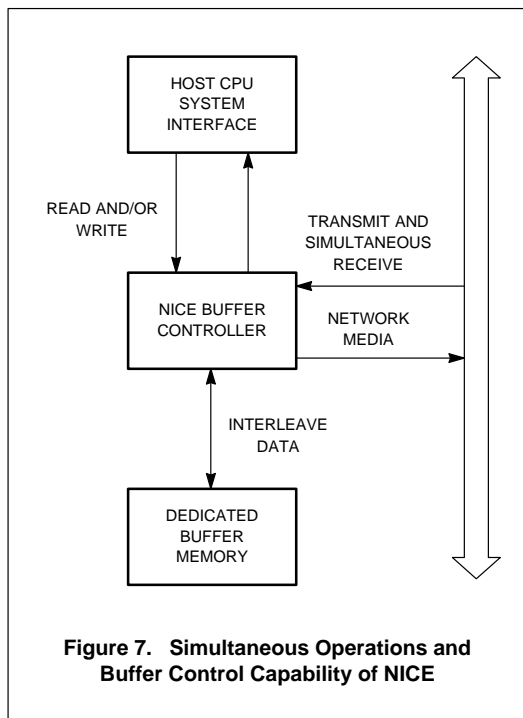 HOST CPU
SYSTEM
INTERFACE
READ AND/OR
WRITE
TRANSMIT AND
SIMULTANEOUS
RECEIVE
NICE BUFFER
CONTROLLER
NETWORK
MEDIA
INTERLEAVE
DATA
DEDICATED
BUFFER
MEMORY
Figure 7. Simultaneous Operations and
Buffer Control Capability of NICE